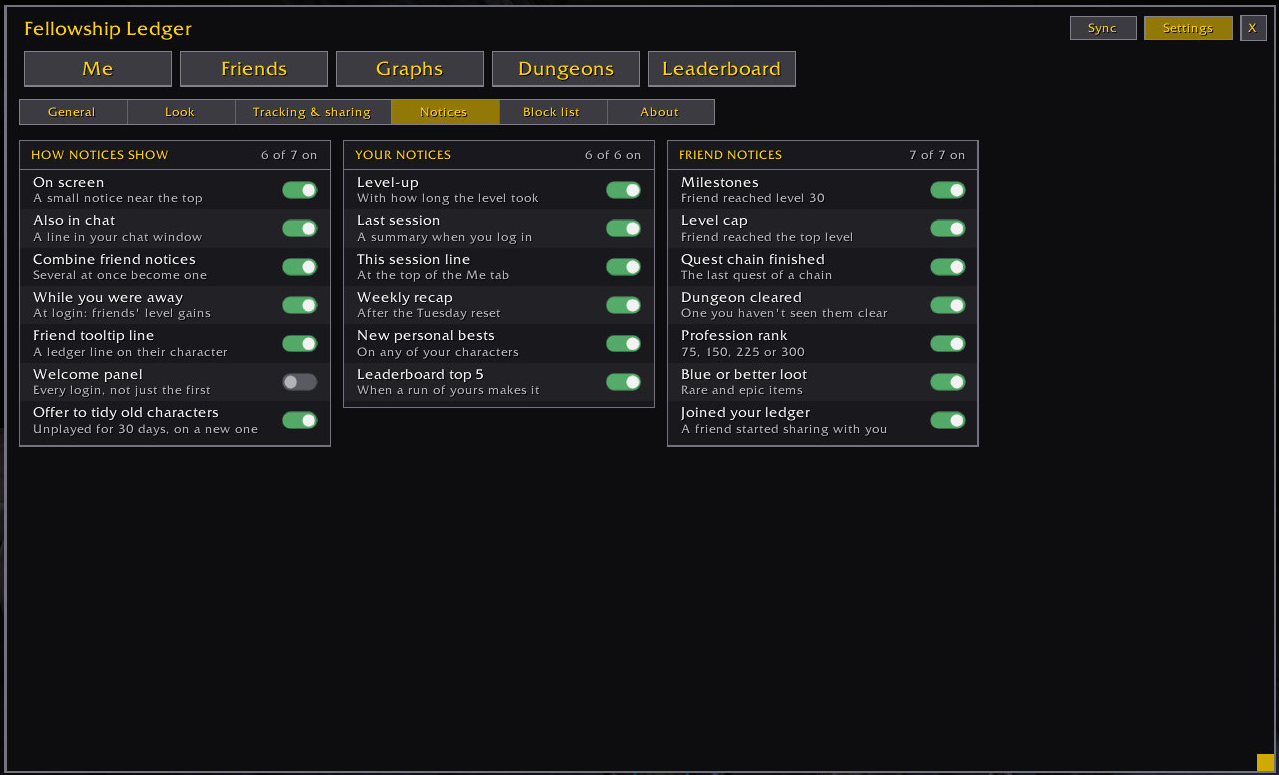 Fellowship Ledger
Sync
Settings
X
Me
Friends
Graphs
Dungeons
Leaderboard
General
Look
Tracking & sharing
Notices
Block list
About
HOW NOTICES SHOW
6 of 7 on
On screen
A small notice near the top
Also in chat
A line in your chat window
Combine friend notices
Several at once become one
While you were away
At login: friends' level gains
Friend tooltip line
A ledger line on their character
Welcome panel
Every login, not just the first
Offer to tidy old characters
Unplayed for 30 days, on a new one
YOUR NOTICES
6 of 6 on
Level-up
With how long the level took
Last session
A summary when you log in
This session line
At the top of the Me tab
Weekly recap
After the Tuesday reset
New personal bests
On any of your characters
Leaderboard top 5
When a run of yours makes it
FRIEND NOTICES
7 of 7 on
Milestones
Friend reached level 30
Level cap
Friend reached the top level
Quest chain finished
The last quest of a chain
Dungeon cleared
One you haven't seen them clear
Profession rank
75, 150, 225 or 300
Blue or better loot
Rare and epic items
Joined your ledger
A friend started sharing with you